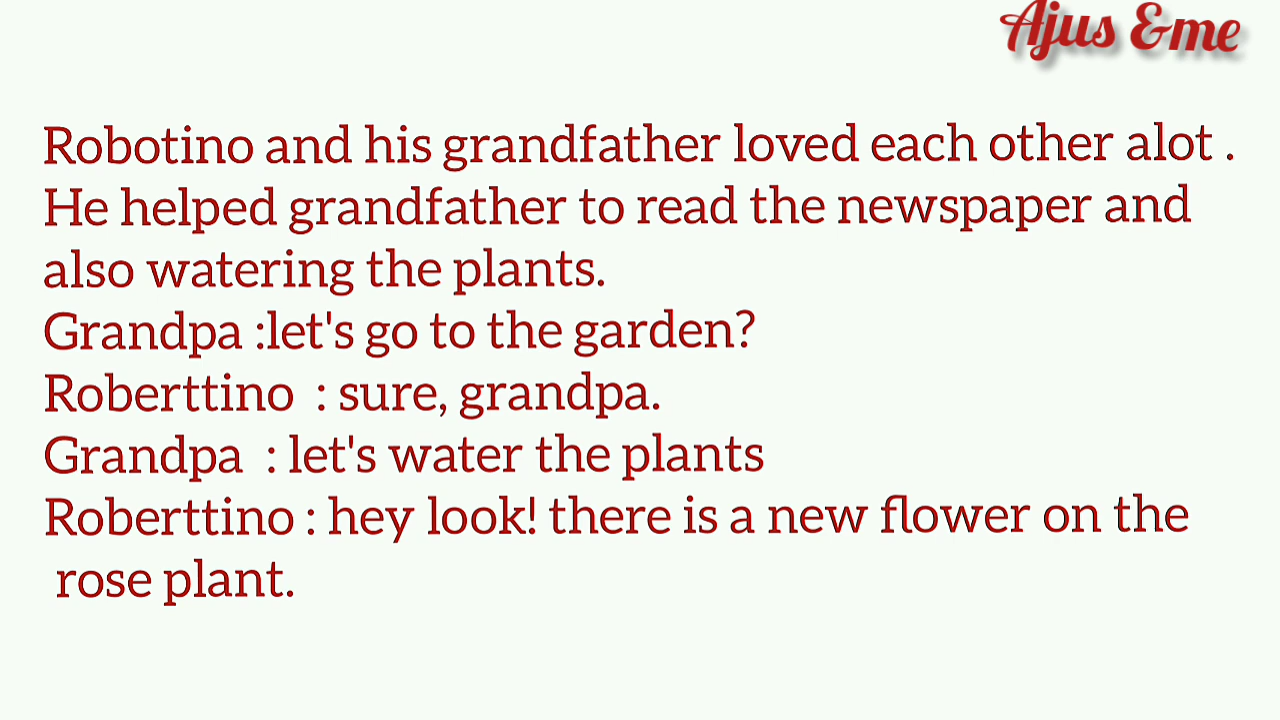 Ajus &me
Robotino and his grandfather loved each other alot .
He helped grandfather to read the newspaper and
also watering the plants.
Grandpa :let's go to the garden?
Roberttino : sure, grandpa.
Grandpa : let's water the plants
Roberttino : hey look! there is a new flower on the
rose plant.